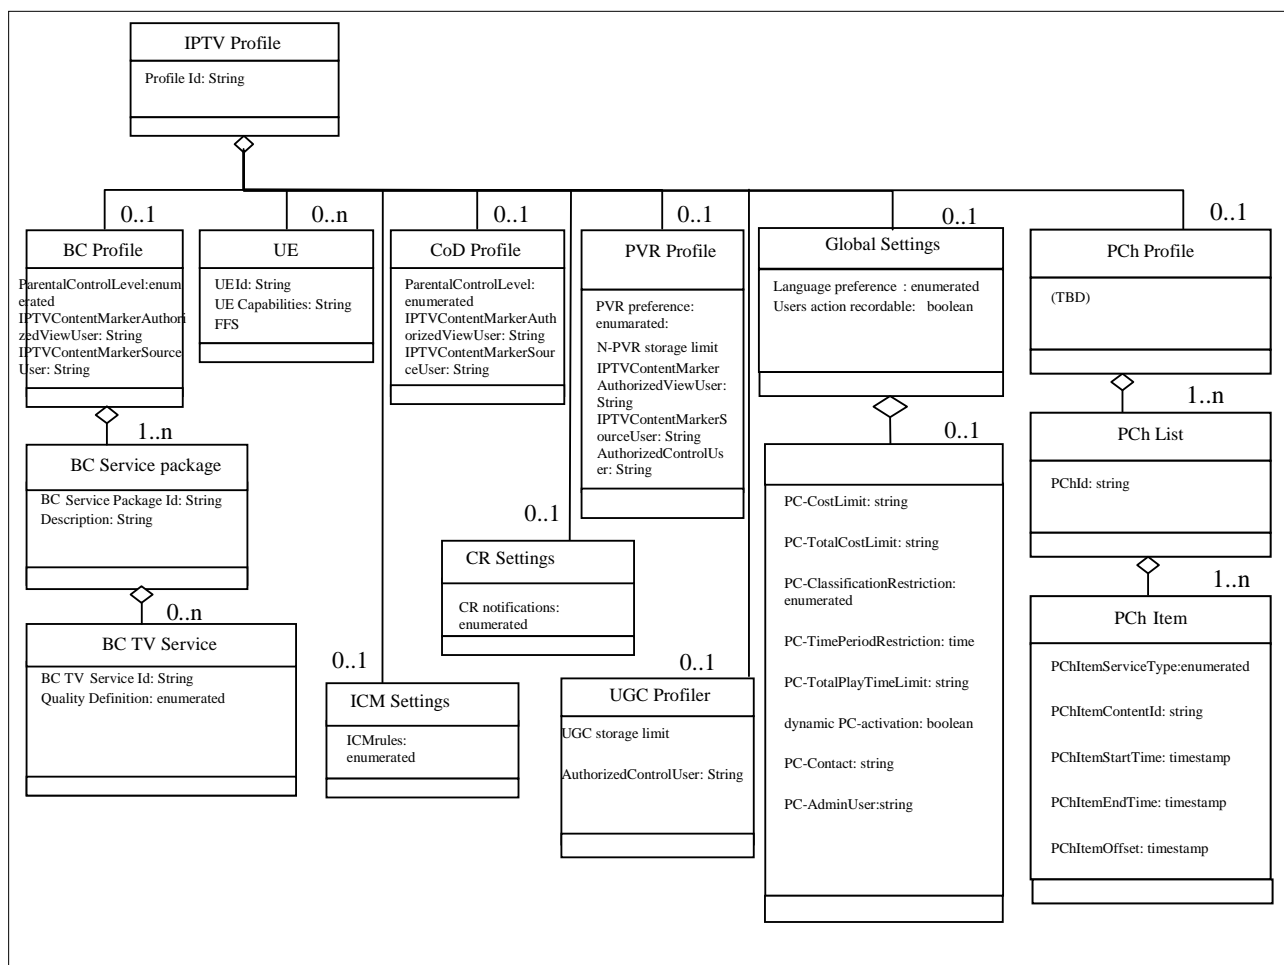 IPTV Profile
Profile Id: String
0..1
BC Profile
ParentalControlLevel:enum
erated
IPTVContentMarkerAuthori
zedViewUser: String
IPTVContentMarkerSource
User: String
1..n
BC Service package
BC Service Package Id: String
Description: String
0..n
BC TV Service
BC TV Service Id: String
Quality Definition: enumerated
0..n
UE
UEId: String
UE Capabilities: String
FFS
0..1
ICM Settings
ICMrules:
enumerated
0..1
CoD Profile
ParentalControlLevel:
enumerated
IPTVContentMarkerAuth
orizedViewUser: String
IPTVContentMarkerSour
ceUser: String
0..1
CR Settings
CR notifications:
enumerated
0..1
PVR Profile
PVR preference:
enumarated:
N-PVR storage limit
IPTVContentMarker
AuthorizedViewUser:
String
IPTVContentMarkerS
ourceUser: String
AuthorizedControlUs
er: String
0..1
UGC Profiler
UGC storage limit
AuthorizedControlUser: String
0..1
Global Settings
Language preference : enumerated
Users action recordable: boolean
0..1
PC-CostLimit: string
PC-TotalCostLimit: string
PC-ClassificationRestriction:
enumerated
PC-TimePeriodRestriction: time
PC-TotalPlayTimeLimit: string
dynamic PC-activation: boolean
PC-Contact: string
PC-AdminUser:string
0..1
PCh Profile
(TBD)
1..n
PCh List
PChId: string
1..n
PCh Item
PChItemServiceType:enumerated
PChItemContentId: string
PChItemStartTime: timestamp
PChItemEndTime: timestamp
PChItemOffset: timestamp